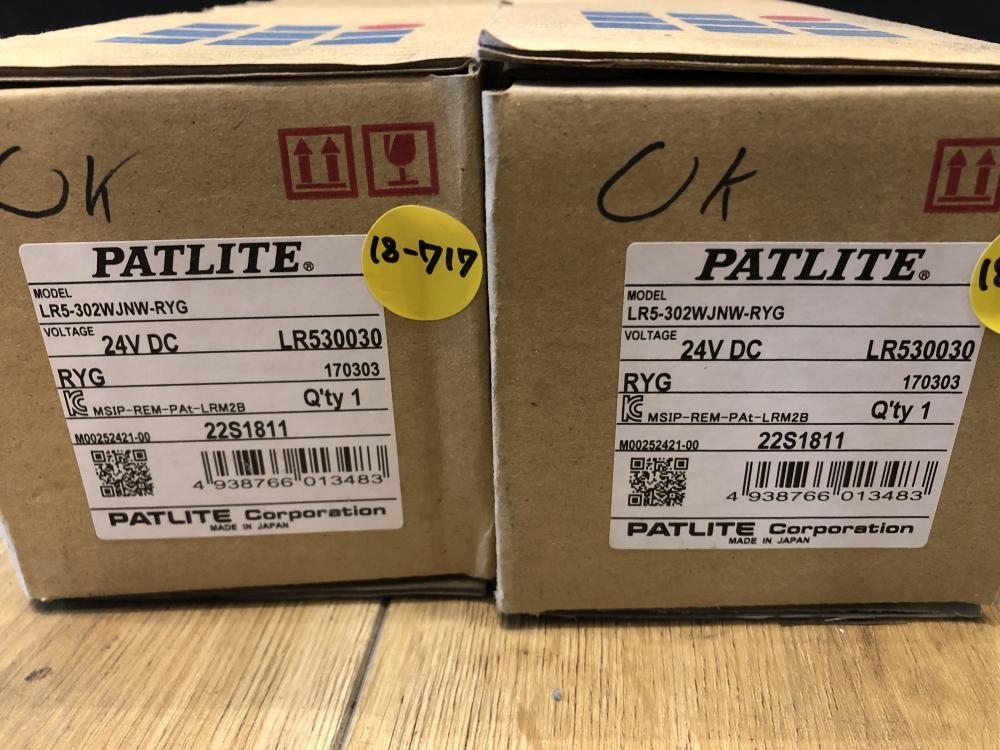 OK
18-717
PATLITE®
MODEL
LR5-302WJNW-RYG
VOLTAGE
24V DC LR530030
RYG 170303
MSIP-REM-PAt-LRM2B Q'ty 1
M00252421-00 22S1811
4 938766 013483
PATLITE Corporation
MADE IN JAPAN
OK
18
PATLITE®
MODEL
LR5-302WJNW-RYG
VOLTAGE
24V DC LR530030
RYG 170303
MSIP-REM-PAt-LRM2B Q'ty 1
M00252421-00 22S1811
4 938766 013483
PATLITE Corporation
MADE IN JAPAN